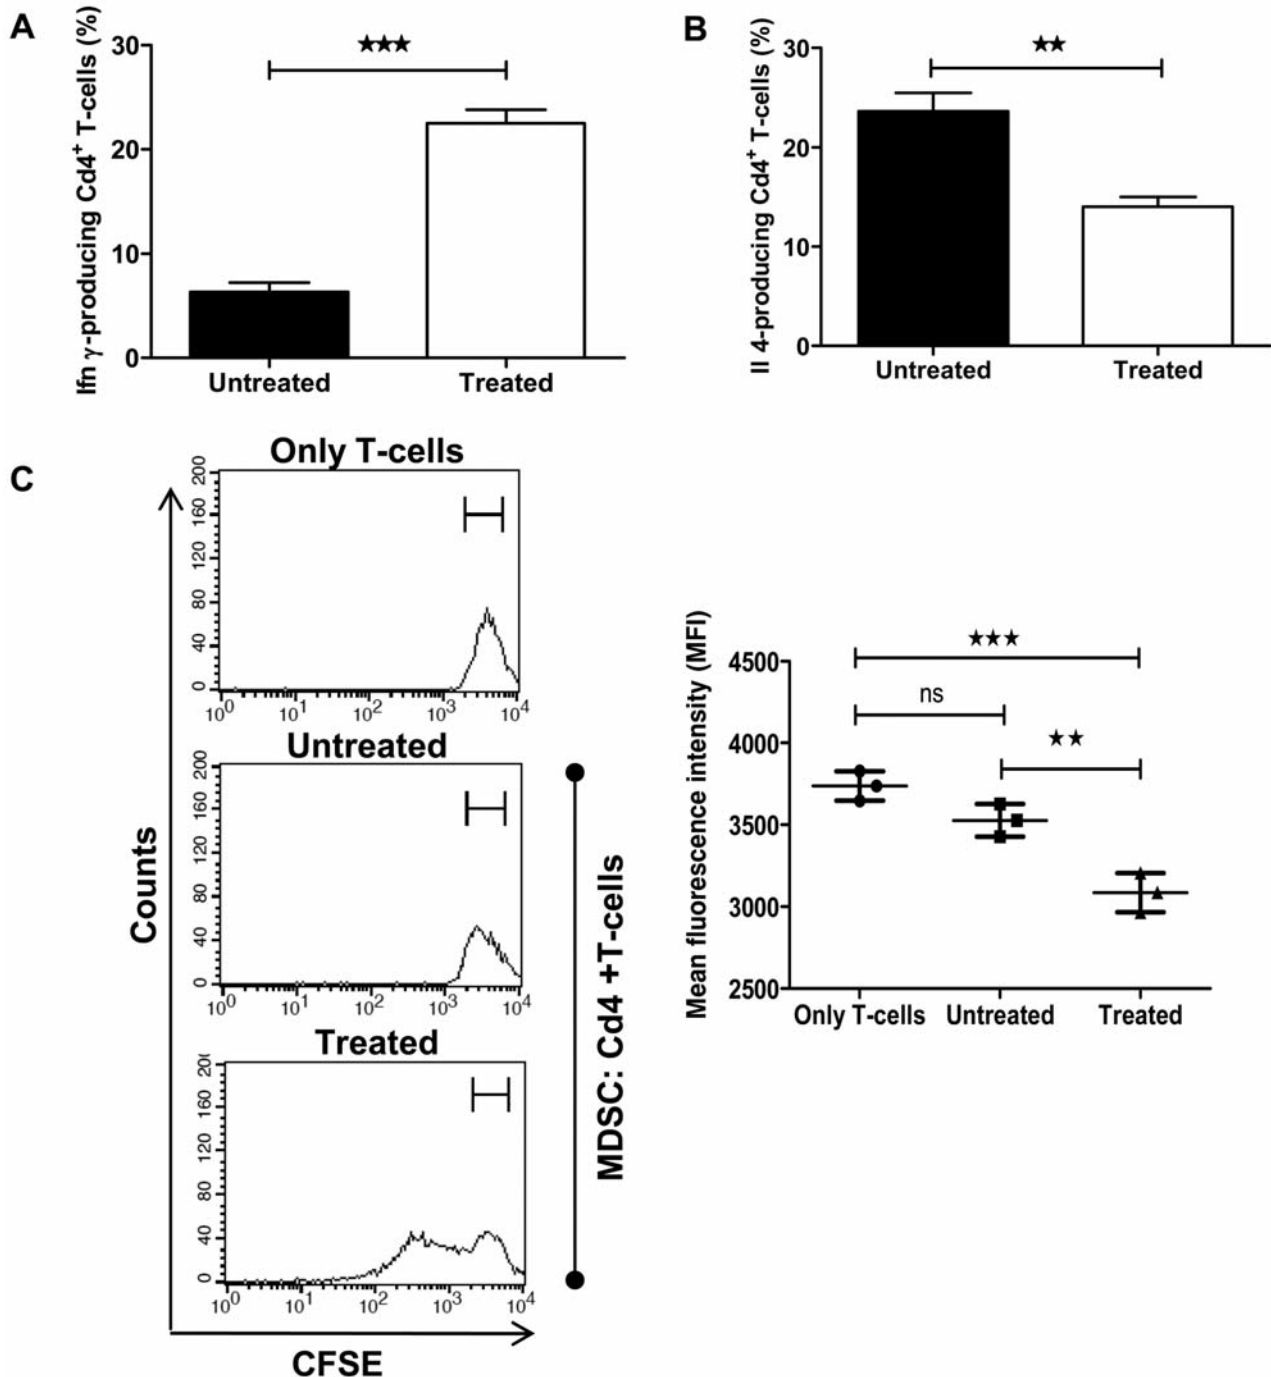 A
Ifn γ-producing Cd4+ T-cells (%)
30
20
10
0
★★★
Untreated Treated
B
Il 4-producing Cd4+ T-cells (%)
30
20
10
0
★★
Untreated Treated
C
Counts
Only T-cells
200
160
120
80
40
0
10^0 10^1 10^2 10^3 10^4
Untreated
200
160
120
80
40
0
10^0 10^1 10^2 10^3 10^4
Treated
160
120
80
40
0
10^0 10^1 10^2 10^3 10^4
CFSE
MDSC: Cd4 +T-cells
Mean fluorescence intensity (MFI)
4500
4000
3500
3000
2500
★★★
ns
★★
Only T-cells Untreated Treated